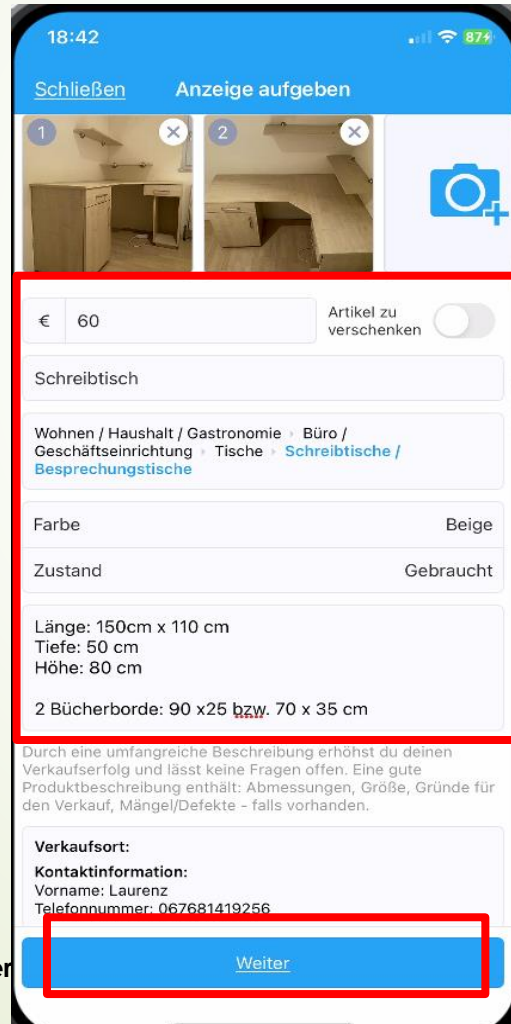 18:42
87
Schließen Anzeige aufgeben
1 2
€ 60 Artikel zu
verschenken
Schreibtisch
Wohnen / Haushalt / Gastronomie › Büro /
Geschäftseinrichtung › Tische › Schreibtische /
Besprechungstische
Farbe Beige
Zustand Gebraucht
Länge: 150cm x 110 cm
Tiefe: 50 cm
Höhe: 80 cm
2 Bücherborde: 90 x25 bzw. 70 x 35 cm
Durch eine umfangreiche Beschreibung erhöhst du deinen
Verkaufserfolg und lässt keine Fragen offen. Eine gute
Produktbeschreibung enthält: Abmessungen, Größe, Gründe für
den Verkauf, Mängel/Defekte - falls vorhanden.
Verkaufsort:
Kontaktinformation:
Vorname: Laurenz
Telefonnummer: 067681419256
er
Weiter